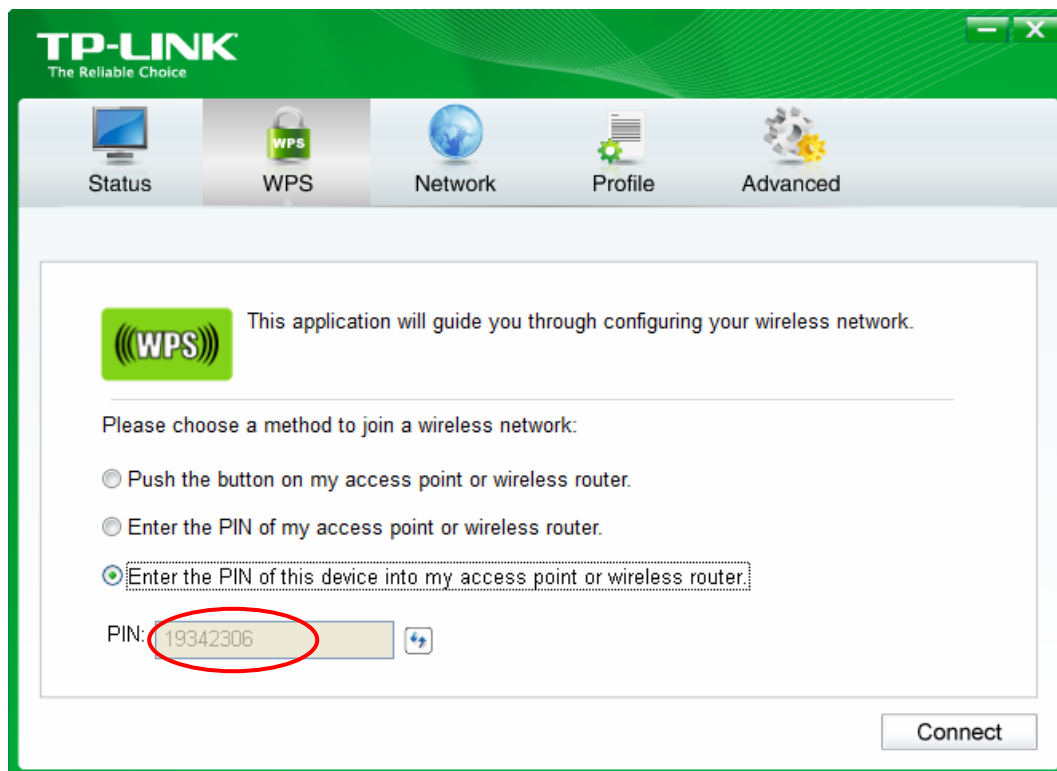 TP-LINK
The Reliable Choice
Status
WPS
WPS
Network
Profile
Advanced
(((WPS)))
This application will guide you through configuring your wireless network.
Please choose a method to join a wireless network:
Push the button on my access point or wireless router.
Enter the PIN of my access point or wireless router.
Enter the PIN of this device into my access point or wireless router.
PIN: 19342306
Connect